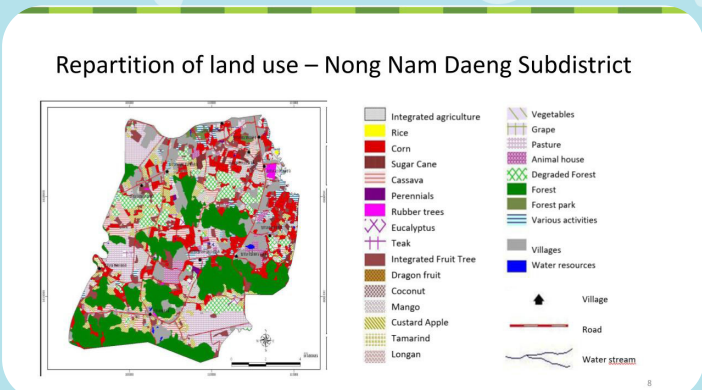 Repartition of land use – Nong Nam Daeng Subdistrict
Integrated agriculture
Rice
Corn
Sugar Cane
Cassava
Perennials
Rubber trees
Eucalyptus
Teak
Integrated Fruit Tree
Dragon fruit
Coconut
Mango
Custard Apple
Tamarind
Longan
Vegetables
Grape
Pasture
Animal house
Degraded Forest
Forest
Forest park
Various activities
Villages
Water resources
Village
Road
Water stream
8